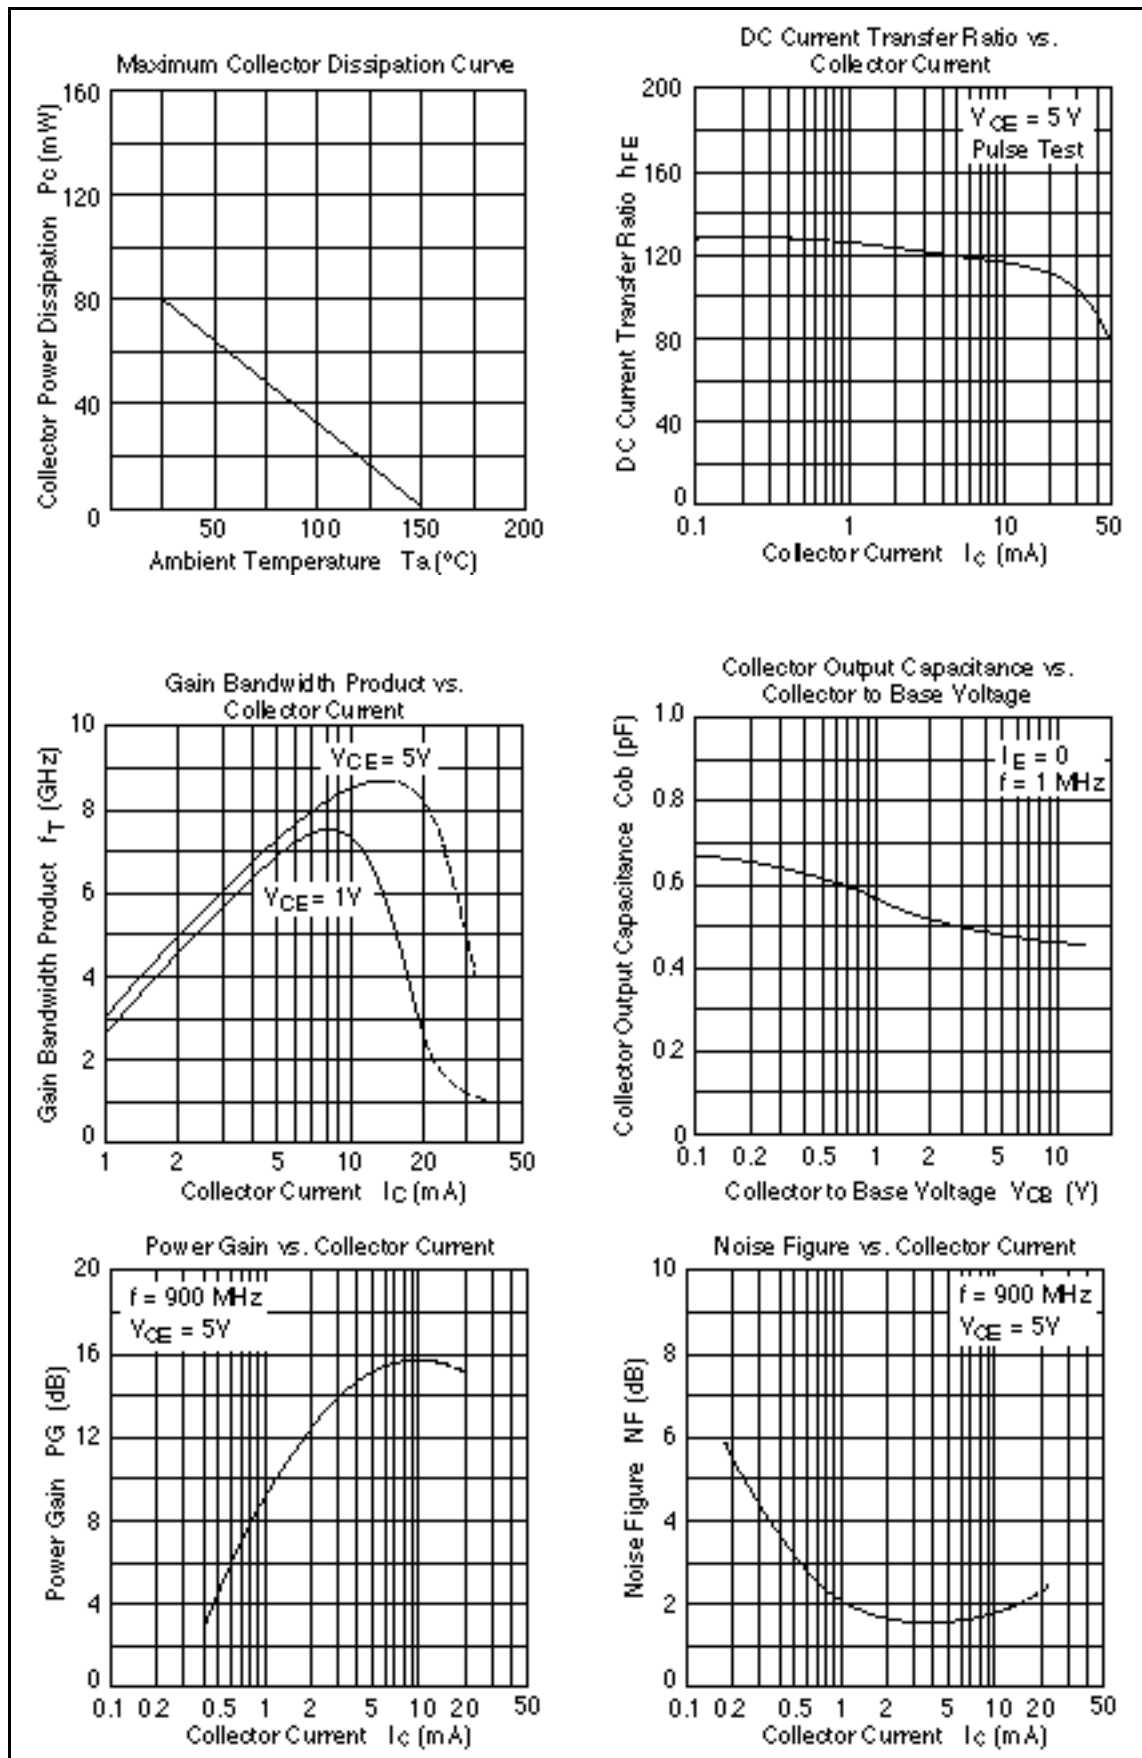 Maximum Collector Dissipation Curve
Collector Power Dissipation Pc (mW)
160
120
80
40
0
50
100
150
200
Ambient Temperature Ta (°C)
DC Current Transfer Ratio vs.
Collector Current
DC Current Transfer Ratio hFE
200
160
120
80
40
0
VCE = 5 V
Pulse Test
0.1
1
10
50
Collector Current IC (mA)
Gain Bandwidth Product vs.
Collector Current
Gain Bandwidth Product fT (GHz)
10
8
6
4
2
0
VCE = 5V
VCE = 1V
1
2
5
10
20
50
Collector Current IC (mA)
Collector Output Capacitance vs.
Collector to Base Voltage
Collector Output Capacitance Cob (pF)
1.0
0.8
0.6
0.4
0.2
0
IE = 0
f = 1 MHz
0.1
0.2
0.5
1
2
5
10
Collector to Base Voltage VCB (V)
Power Gain vs. Collector Current
Power Gain PG (dB)
20
16
12
8
4
0
f = 900 MHz
VCE = 5V
0.1
0.2
0.5
1
2
5
10
20
50
Collector Current IC (mA)
Noise Figure vs. Collector Current
Noise Figure NF (dB)
10
8
6
4
2
0
f = 900 MHz
VCE = 5V
0.1
0.2
0.5
1
2
5
10
20
50
Collector Current IC (mA)